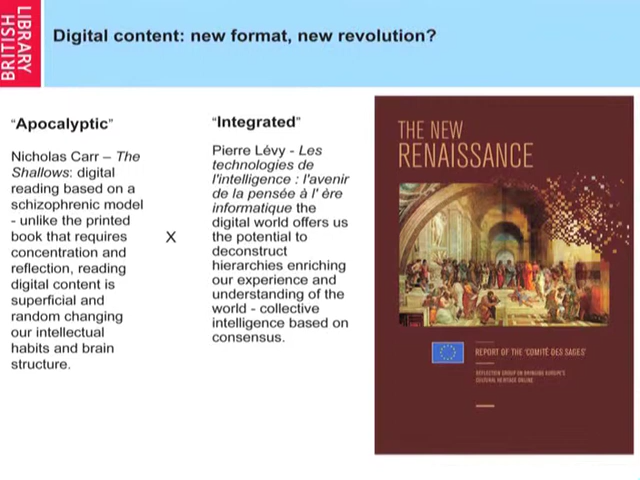 BRITISH
LIBRARY
Digital content: new format, new revolution?
"Apocalyptic"
Nicholas Carr – The
Shallows: digital
reading based on a
schizophrenic model
- unlike the printed
book that requires
concentration and
reflection, reading
digital content is
superficial and
random changing
our intellectual
habits and brain
structure.
X
"Integrated"
Pierre Lévy - Les
technologies de
l'intelligence : l'avenir
de la pensée à l' ère
informatique the
digital world offers us
the potential to
deconstruct
hierarchies enriching
our experience and
understanding of the
world - collective
intelligence based on
consensus.
THE NEW
RENAISSANCE
REPORT OF THE 'COMITÉ DES SAGES'
REFLECTION GROUP ON BRINGING EUROPE'S
CULTURAL HERITAGE ONLINE